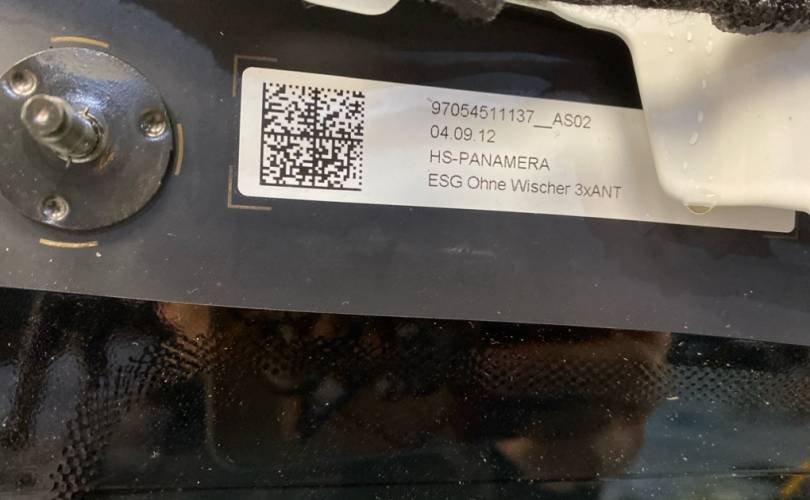 97054511137__AS02
04.09.12
HS-PANAMERA
ESG Ohne Wischer 3xANT